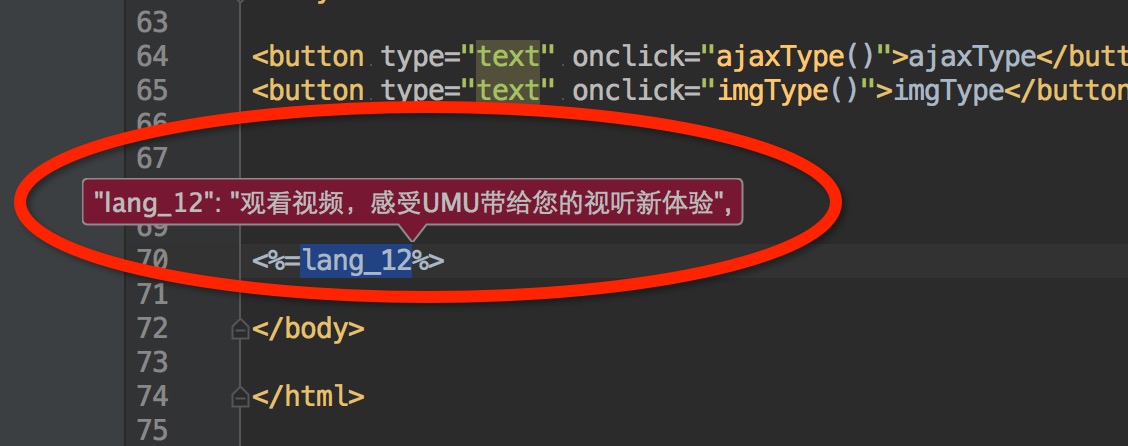 63
64 <button type="text" onclick="ajaxType()">ajaxType</butt
65 <button type="text" onclick="imgType()">imgType</button
66
67
"lang_12": "观看视频，感受UMU带给您的视听新体验",
69
70 <%=lang_12%>
71
72 </body>
73
74 </html>
75